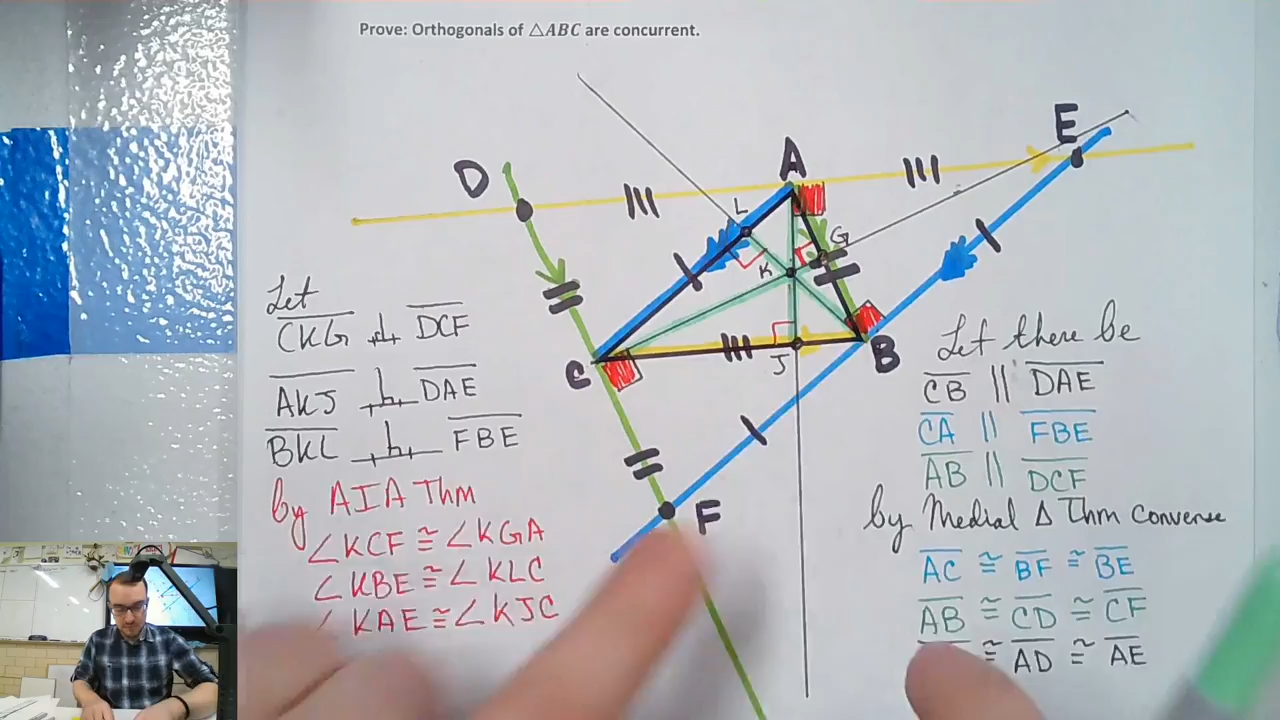 Prove: Orthogonals of △ABC are concurrent.
D
A
E
L
G
K
C
J
B
F
Let
CKG ⊥ DCF
AKJ ⊥ DAE
BKL ⊥ FBE
by AIA Thm
∠KCF ≅ ∠KGA
∠KBE ≅ ∠KLC
∠KAE ≅ ∠KJC
Let there be
CB || DAE
CA || FBE
AB || DCF
by Medial △ Thm converse
AC ≅ BF ≅ BE
AB ≅ CD ≅ CF
≅ AD ≅ AE